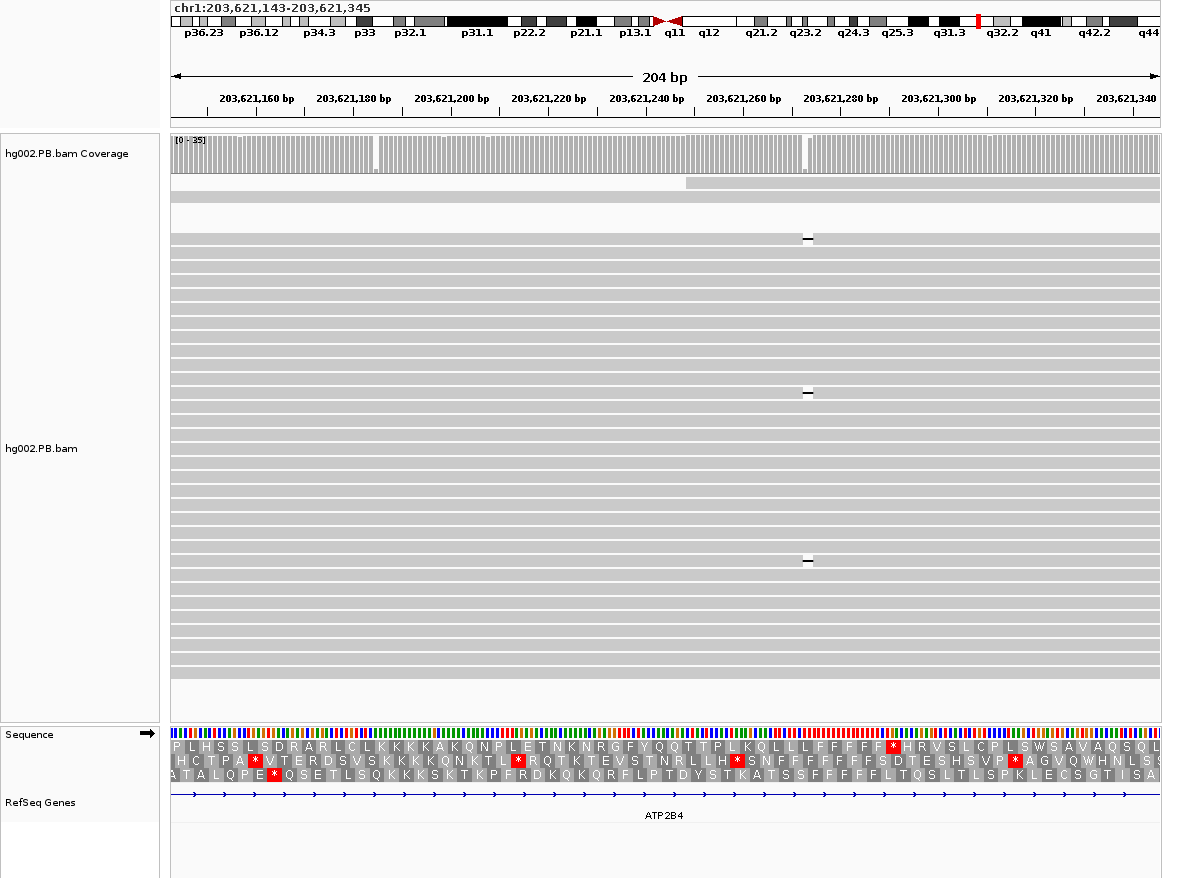 chr1:203,621,143-203,621,345
p36.23 p36.12 p34.3 p33 p32.1 p31.1 p22.2 p21.1 p13.1 q11 q12 q21.2 q23.2 q24.3 q25.3 q31.3 q32.2 q41 q42.2 q44
204 bp
203,621,160 bp 203,621,180 bp 203,621,200 bp 203,621,220 bp 203,621,240 bp 203,621,260 bp 203,621,280 bp 203,621,300 bp 203,621,320 bp 203,621,340
hg002.PB.bam Coverage
[0 - 35]
hg002.PB.bam
Sequence
P L H S S L S D R A R L C L K K K K A K Q N P L E T N K N R G F Y Q Q T T P L K Q L L L F F F F F * H R V S L C P L S W S A V A Q S Q L
H C T P A * V T E R D S V S K K K K Q N K T L * R Q T K T E V S T N R L L H * S N F F F F F F S D T E S H S V P * A G V Q W H N L S S
A T A L Q P E * Q S E T L S Q K K K S K T K P F R D K Q K Q R F L P T D Y S T K A T S S F F F F F L T Q S L T L S P K L E C S G T I S A
RefSeq Genes
ATP2B4